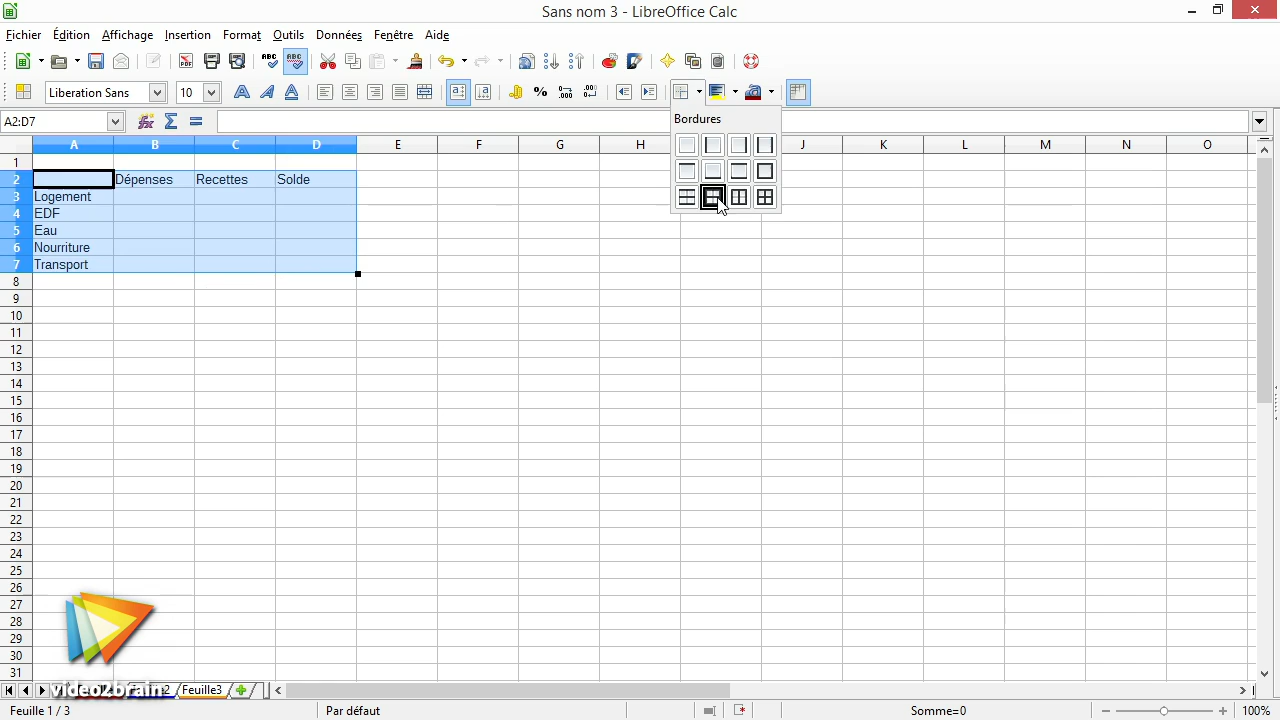 Sans nom 3 - LibreOffice Calc
Fichier Édition Affichage Insertion Format Outils Données Fenêtre Aide
Liberation Sans 10
A2:D7
Bordures
A B C D E F G H J K L M N O
1
2 Dépenses Recettes Solde
3 Logement
4 EDF
5 Eau
6 Nourriture
7 Transport
8
9
10
11
12
13
14
15
16
17
18
19
20
21
22
23
24
25
26
27
28
29
30
31
video2brain Feuille3
Feuille 1 / 3 Par défaut Somme=0 100%